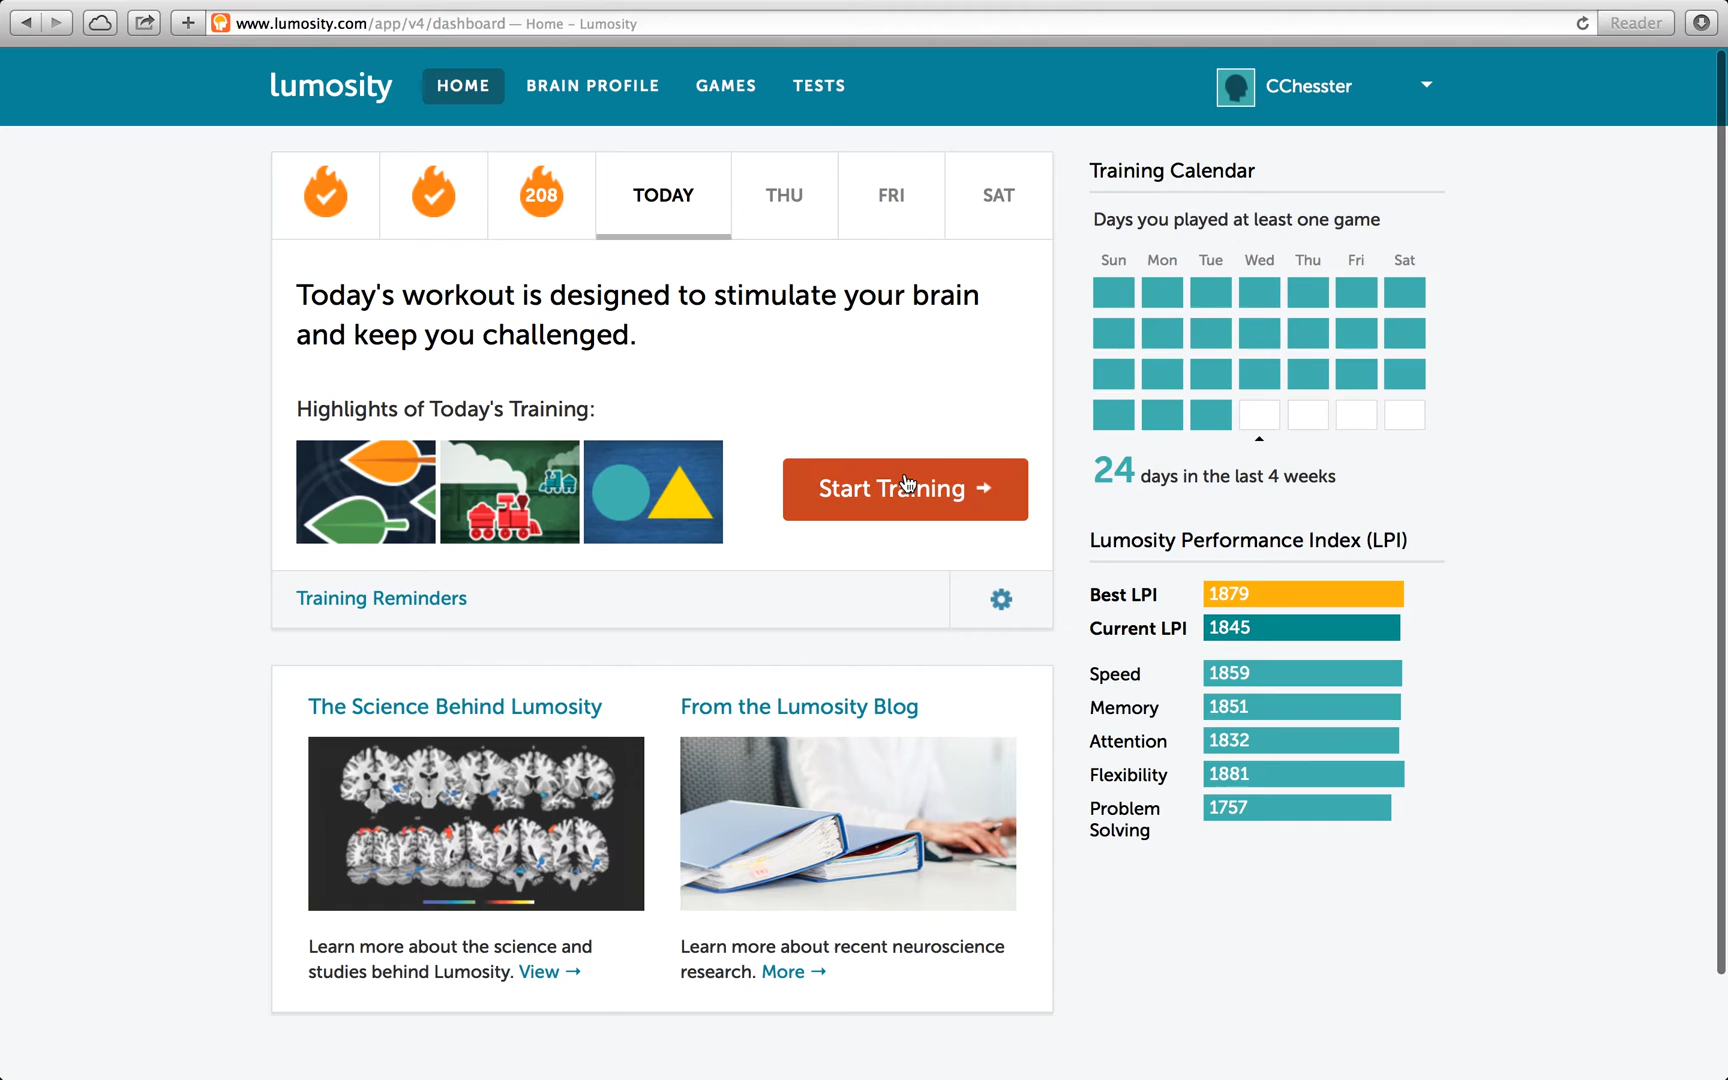 www.lumosity.com/app/v4/dashboard — Home – Lumosity
Reader
lumosity
HOME
BRAIN PROFILE
GAMES
TESTS
CChesster
208
TODAY
THU
FRI
SAT
Today's workout is designed to stimulate your brain
and keep you challenged.
Highlights of Today's Training:
Start Training →
Training Reminders
The Science Behind Lumosity
Learn more about the science and
studies behind Lumosity. View →
From the Lumosity Blog
Learn more about recent neuroscience
research. More →
Training Calendar
Days you played at least one game
Sun Mon Tue Wed Thu Fri Sat
24 days in the last 4 weeks
Lumosity Performance Index (LPI)
Best LPI 1879
Current LPI 1845
Speed 1859
Memory 1851
Attention 1832
Flexibility 1881
Problem 1757
Solving